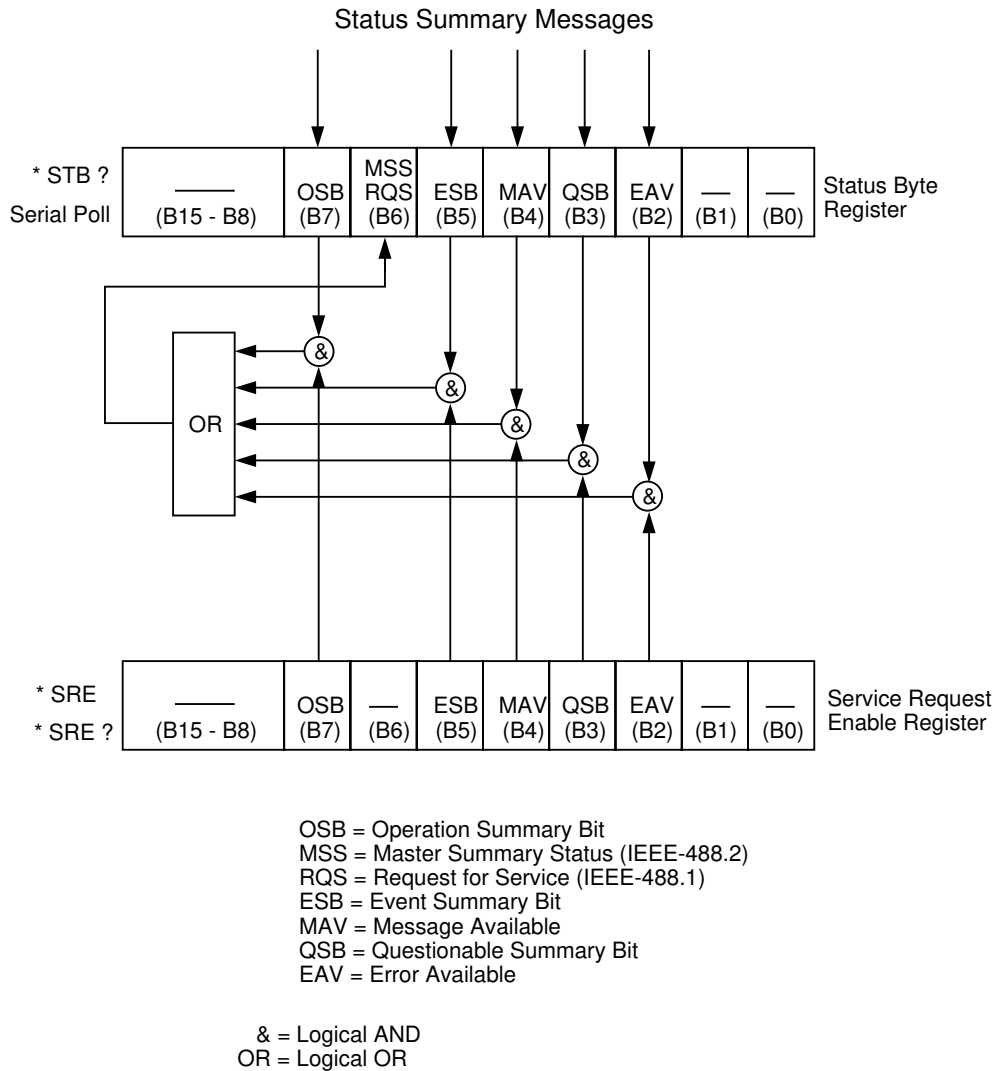 Status Summary Messages
* STB ?
Serial Poll
(B15 - B8)
OSB
(B7)
MSS
RQS
(B6)
ESB
(B5)
MAV
(B4)
QSB
(B3)
EAV
(B2)
(B1)
(B0)
Status Byte
Register
&
&
OR
&
&
&
* SRE
* SRE ?
(B15 - B8)
OSB
(B7)
(B6)
ESB
(B5)
MAV
(B4)
QSB
(B3)
EAV
(B2)
(B1)
(B0)
Service Request
Enable Register
OSB = Operation Summary Bit
MSS = Master Summary Status (IEEE-488.2)
RQS = Request for Service (IEEE-488.1)
ESB = Event Summary Bit
MAV = Message Available
QSB = Questionable Summary Bit
EAV = Error Available
& = Logical AND
OR = Logical OR